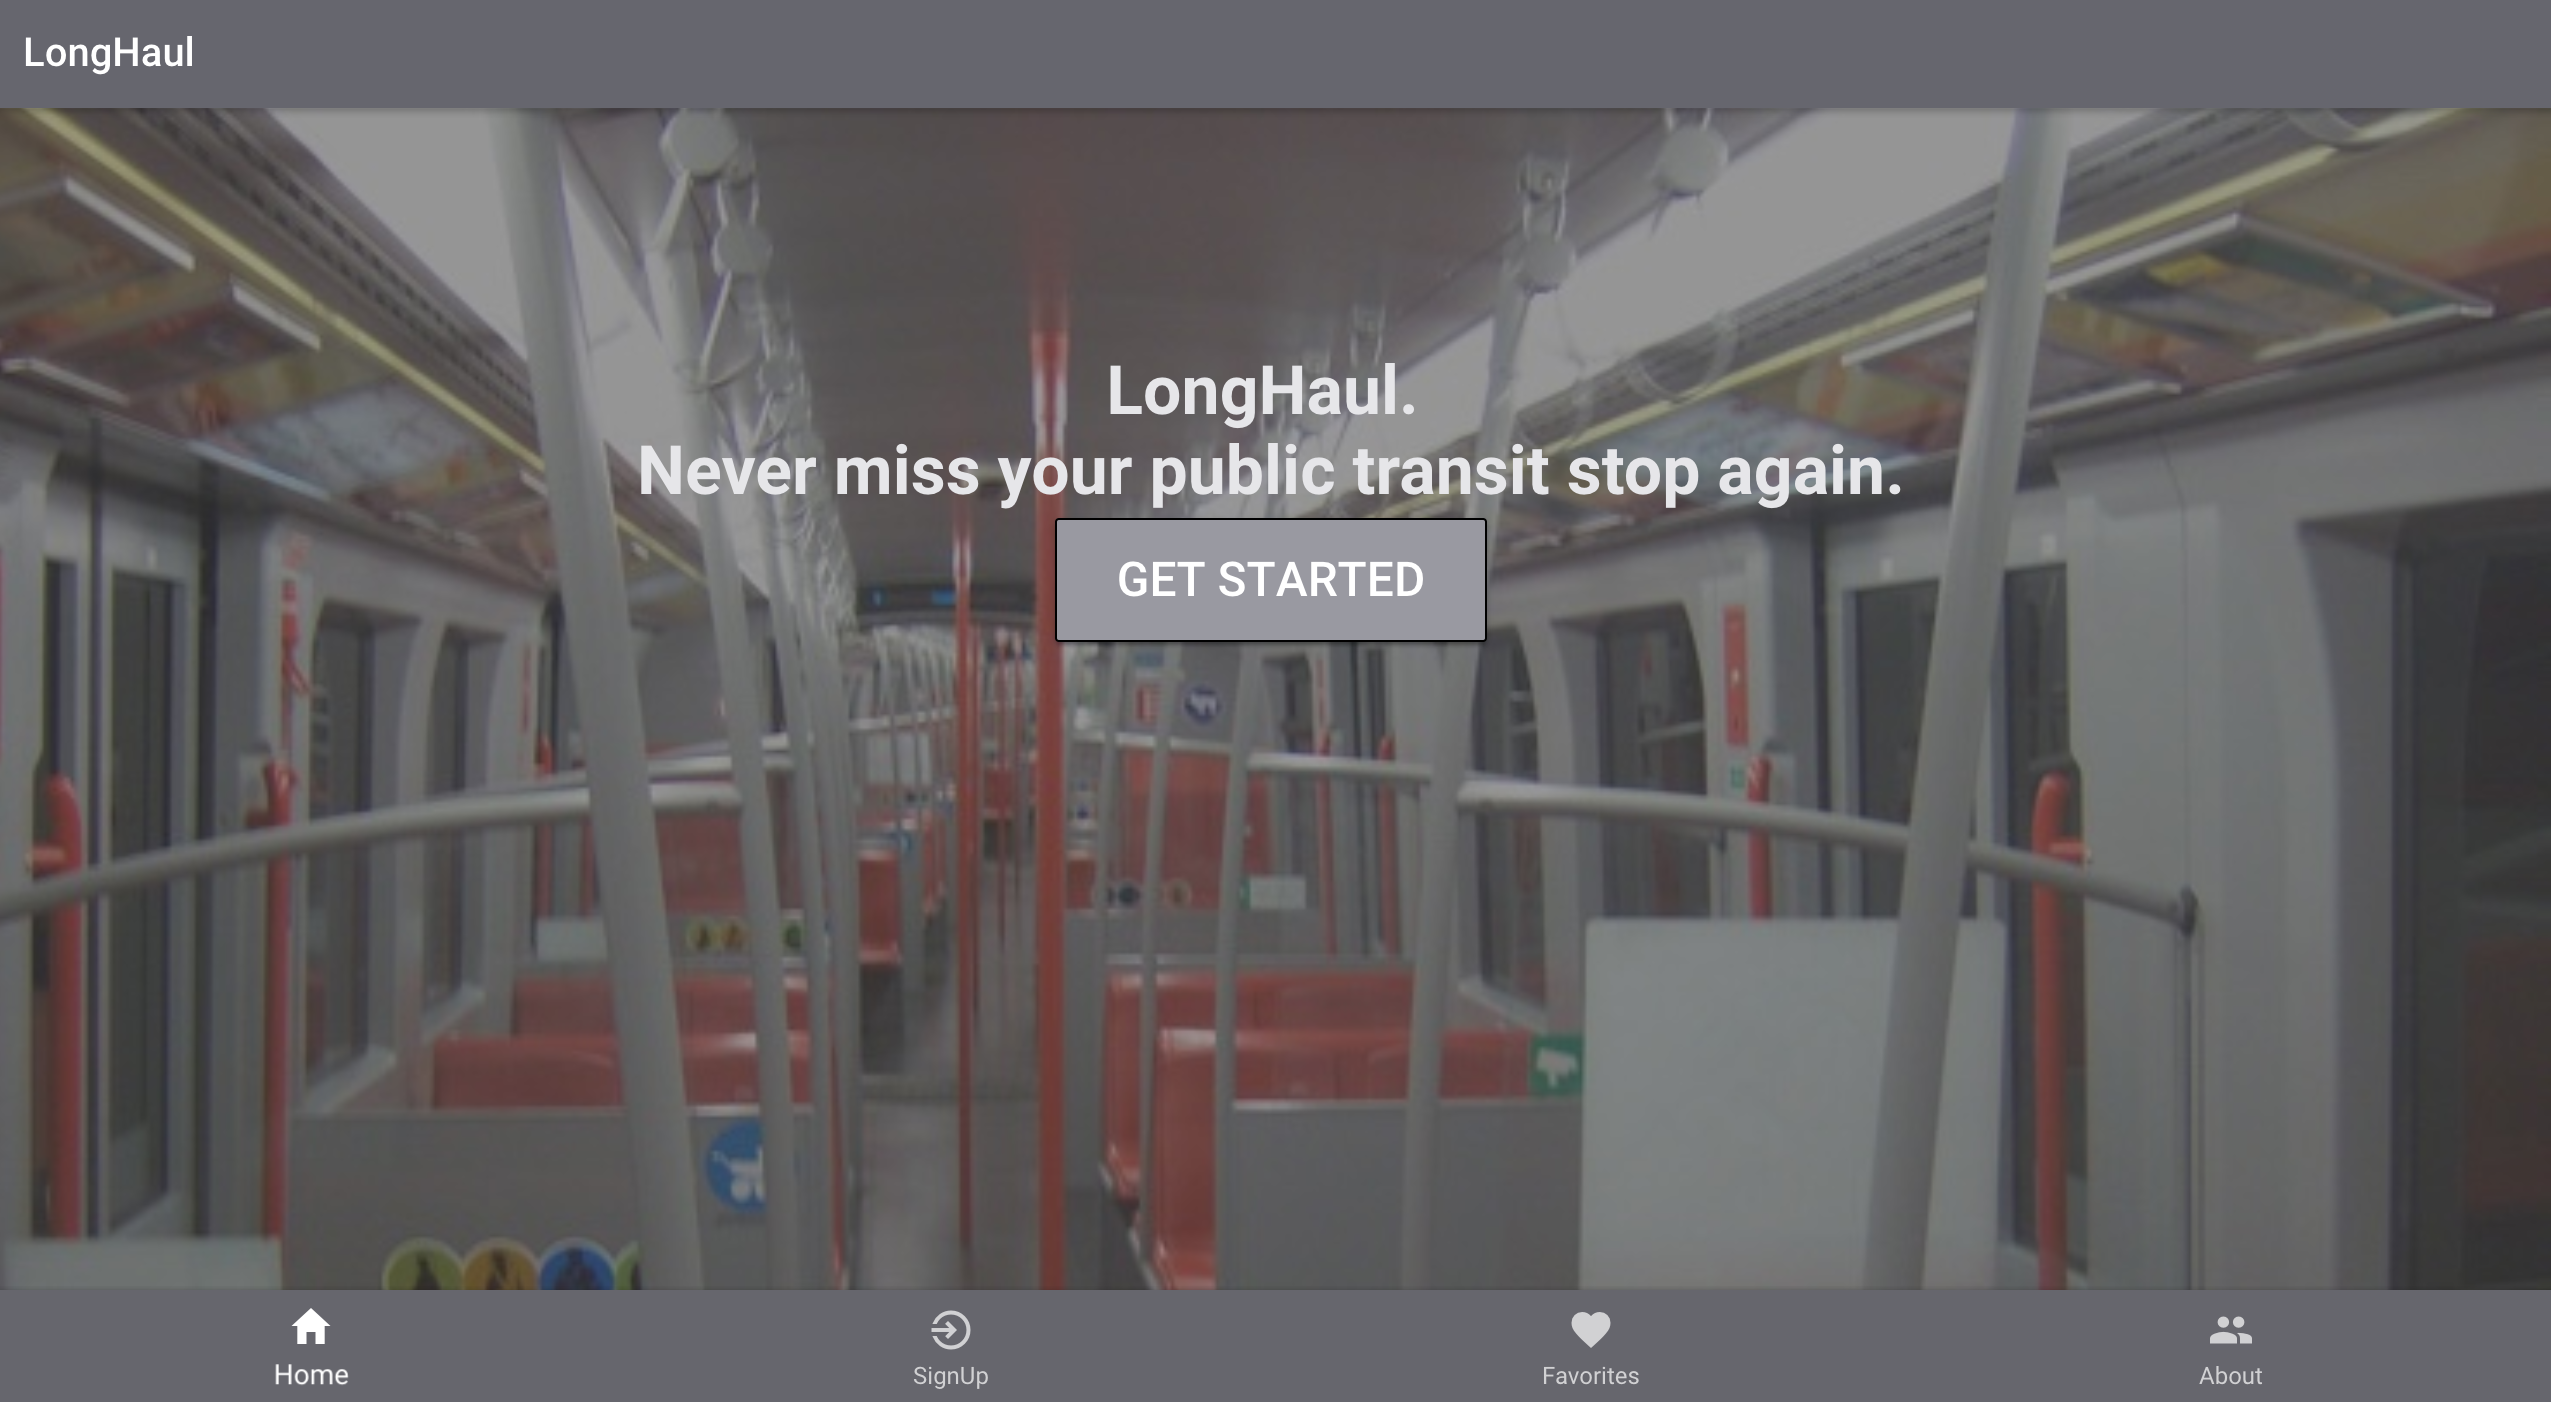 LongHaul
LongHaul.
Never miss your public transit stop again.
GET STARTED
Home
SignUp
Favorites
About